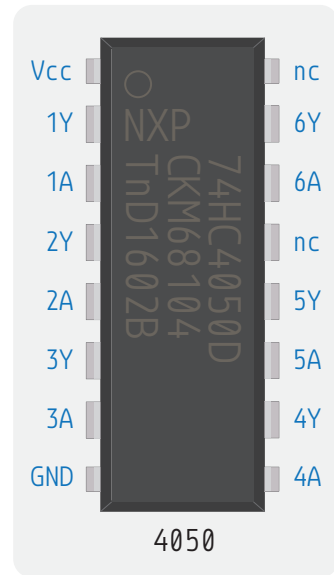 Vcc nc
1Y 6Y
1A 6A
2Y nc
2A 5Y
3Y 5A
3A 4Y
GND 4A
NXP
74HC4050D
CKM68104
TnD1602B
4050